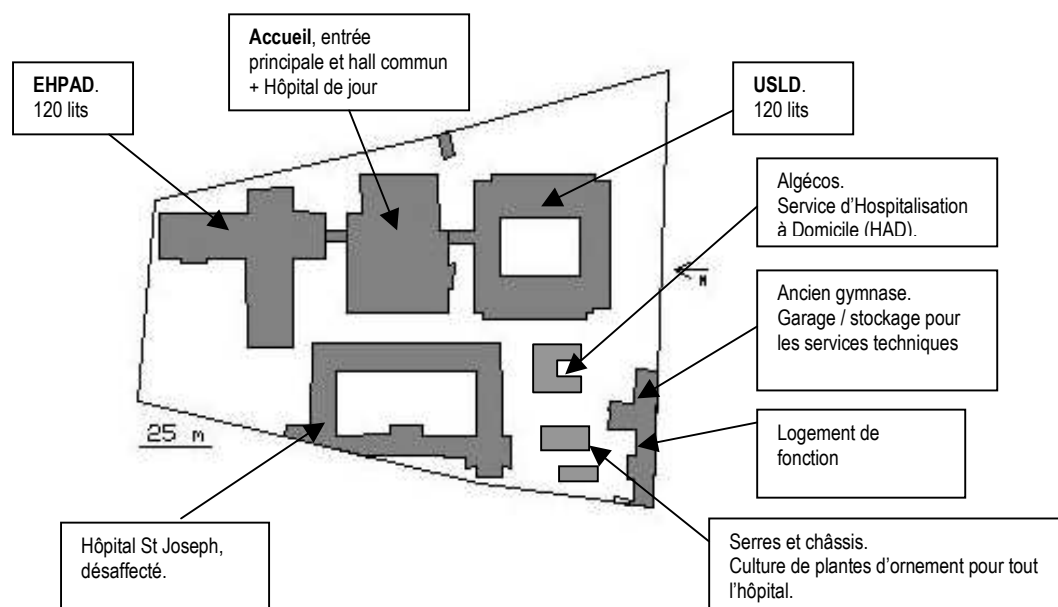 Accueil, entrée
principale et hall commun
+ Hôpital de jour
EHPAD.
120 lits
USLD.
120 lits
Algécos.
Service d'Hospitalisation
à Domicile (HAD).
N
Ancien gymnase.
Garage / stockage pour
les services techniques
25 m
Logement de
fonction
Hôpital St Joseph,
désaffecté.
Serres et châssis.
Culture de plantes d'ornement pour tout
l'hôpital.